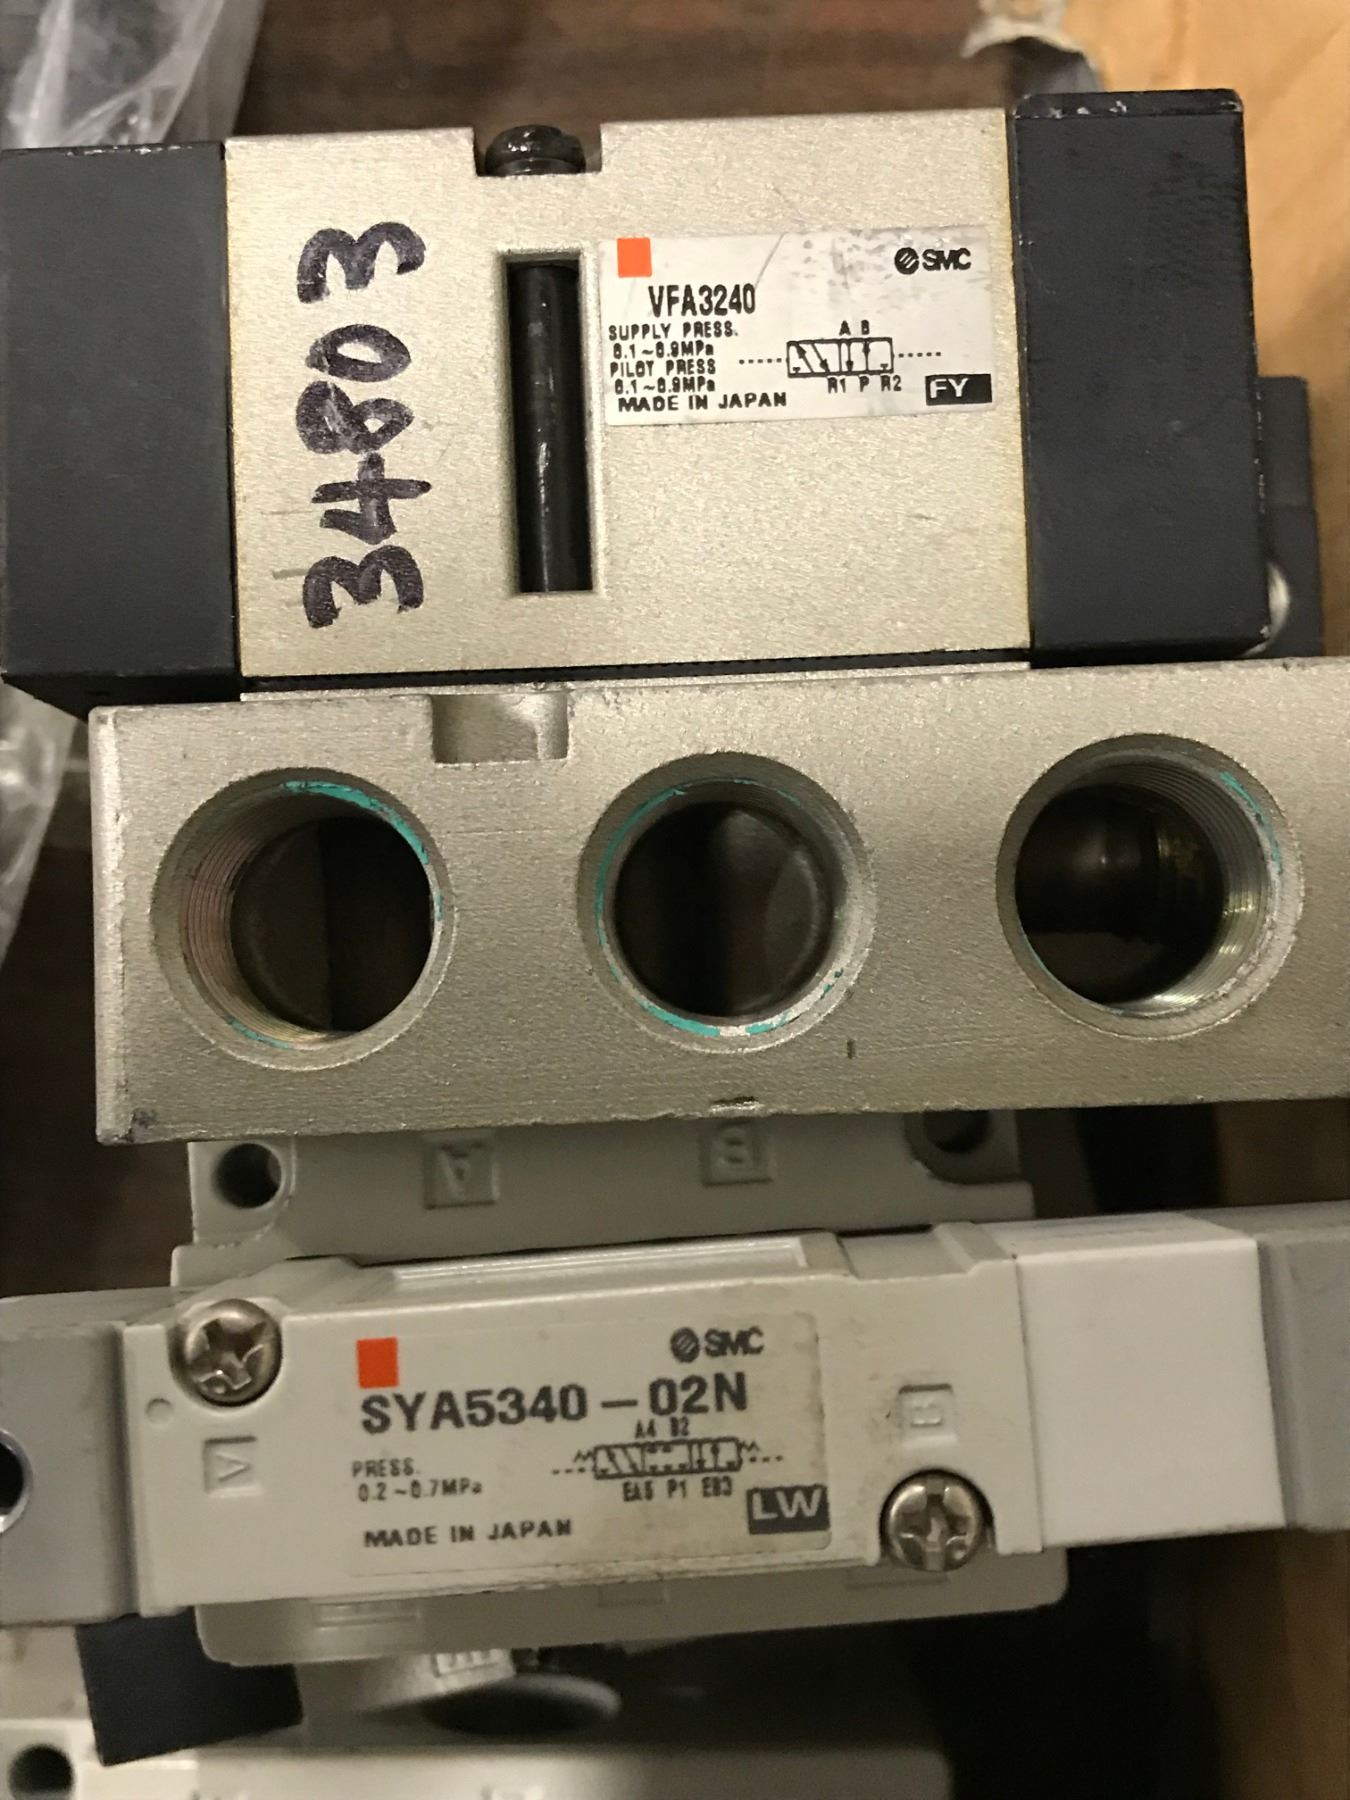 34803
SMC
VFA3240
SUPPLY PRESS.
0.1~0.9MPa
PILOT PRESS
0.1~0.9MPa
MADE IN JAPAN
A B
R1 P R2
FY
A
B
SMC
SYA5340-02N
A4 B2
PRESS.
0.2~0.7MPa
EA5 P1 EB3
LW
MADE IN JAPAN
A
B